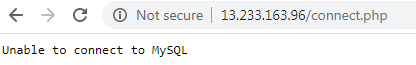 Not secure | 13.233.163.96/connect.php
Unable to connect to MySQL